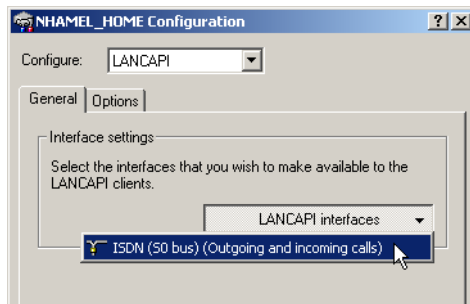 NHAMEL_HOME Configuration
Configure: LANCAPI
General Options
Interface settings
Select the interfaces that you wish to make available to the
LANCAPI clients.
LANCAPI interfaces
ISDN (S0 bus) (Outgoing and incoming calls)